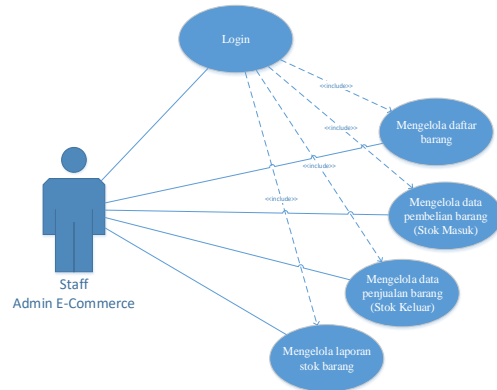 Login
<<include>>
Mengelola daftar
barang
<<include>>
<<include>>
Mengelola data
pembelian barang
(Stok Masuk)
<<include>>
Mengelola data
penjualan barang
(Stok Keluar)
Staff
Admin E-Commerce
Mengelola laporan
stok barang